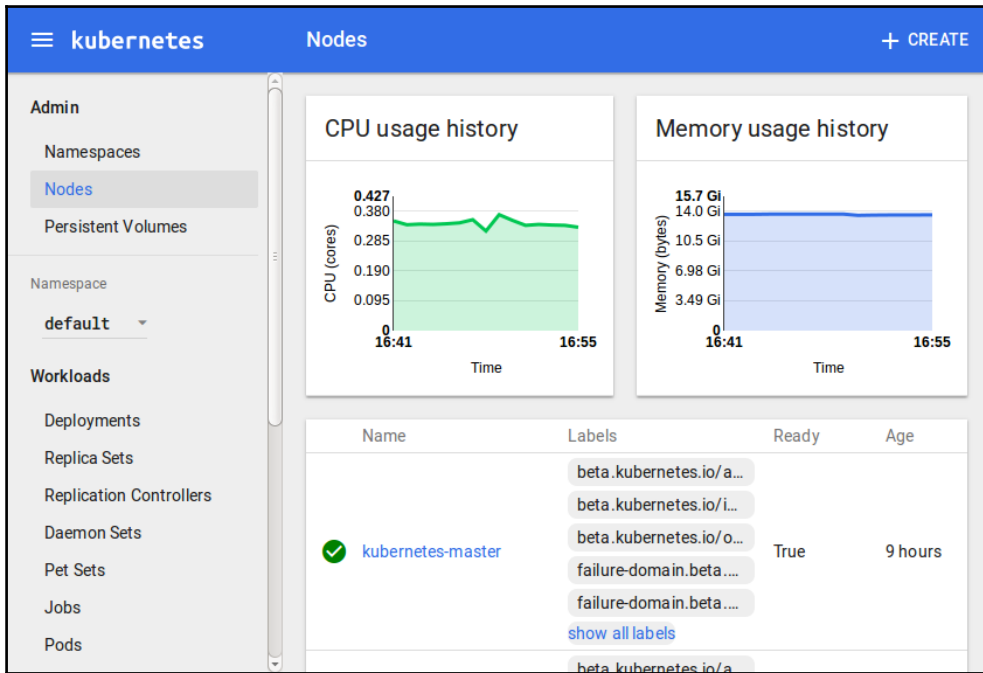 kubernetes
Nodes
+ CREATE
Admin
Namespaces
Nodes
Persistent Volumes
Namespace
default
Workloads
Deployments
Replica Sets
Replication Controllers
Daemon Sets
Pet Sets
Jobs
Pods
CPU usage history
CPU (cores)
0.427
0.380
0.285
0.190
0.095
0
16:41
16:55
Time
Memory usage history
Memory (bytes)
15.7 Gi
14.0 Gi
10.5 Gi
6.98 Gi
3.49 Gi
0
16:41
16:55
Time
Name Labels Ready Age
kubernetes-master
beta.kubernetes.io/a...
beta.kubernetes.io/i...
beta.kubernetes.io/o...
failure-domain.beta....
failure-domain.beta....
show all labels
True
9 hours
beta.kubernetes.io/a...